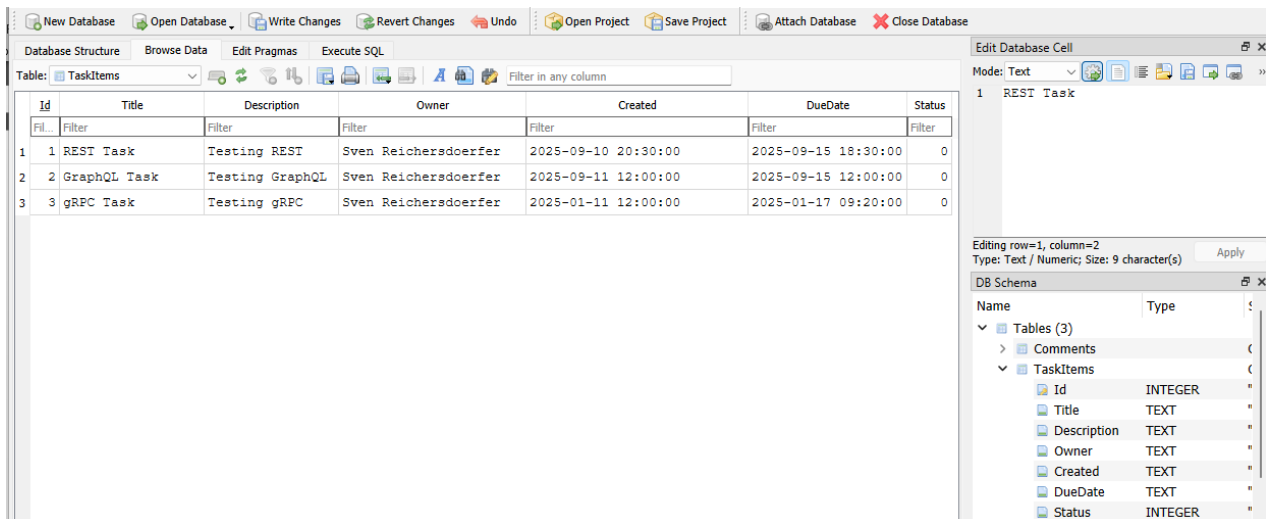 New Database Open Database Write Changes Revert Changes Undo Open Project Save Project Attach Database Close Database
Database Structure Browse Data Edit Pragmas Execute SQL
Table: TaskItems Filter in any column
Id Title Description Owner Created DueDate Status
Fil... Filter Filter Filter Filter Filter Filter
1 1 REST Task Testing REST Sven Reichersdoerfer 2025-09-10 20:30:00 2025-09-15 18:30:00 0
2 2 GraphQL Task Testing GraphQL Sven Reichersdoerfer 2025-09-11 12:00:00 2025-09-15 12:00:00 0
3 3 gRPC Task Testing gRPC Sven Reichersdoerfer 2025-01-11 12:00:00 2025-01-17 09:20:00 0
Edit Database Cell
Mode: Text
1 REST Task
Editing row=1, column=2
Type: Text / Numeric; Size: 9 character(s)
Apply
DB Schema
Name Type
Tables (3)
Comments
TaskItems
Id INTEGER
Title TEXT
Description TEXT
Owner TEXT
Created TEXT
DueDate TEXT
Status INTEGER